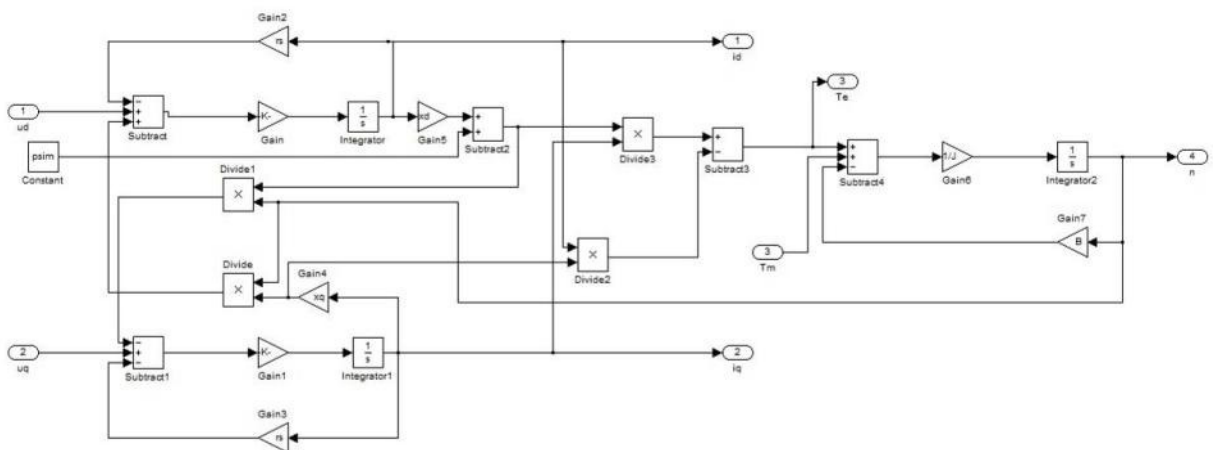 Gain2
rs
1
id
1
ud
−
+
+
Subtract
K-
Gain
1
s
Integrator
xd
Gain5
+
+
Subtract2
psim
Constant
×
Divide3
+
−
Subtract3
3
Te
+
+
−
Subtract4
1/J
Gain6
1
s
Integrator2
4
n
Divide1
×
Gain7
B
3
Tm
×
Divide2
Divide
×
Gain4
xq
2
uq
−
+
−
Subtract1
K-
Gain1
1
s
Integrator1
2
iq
Gain3
rs